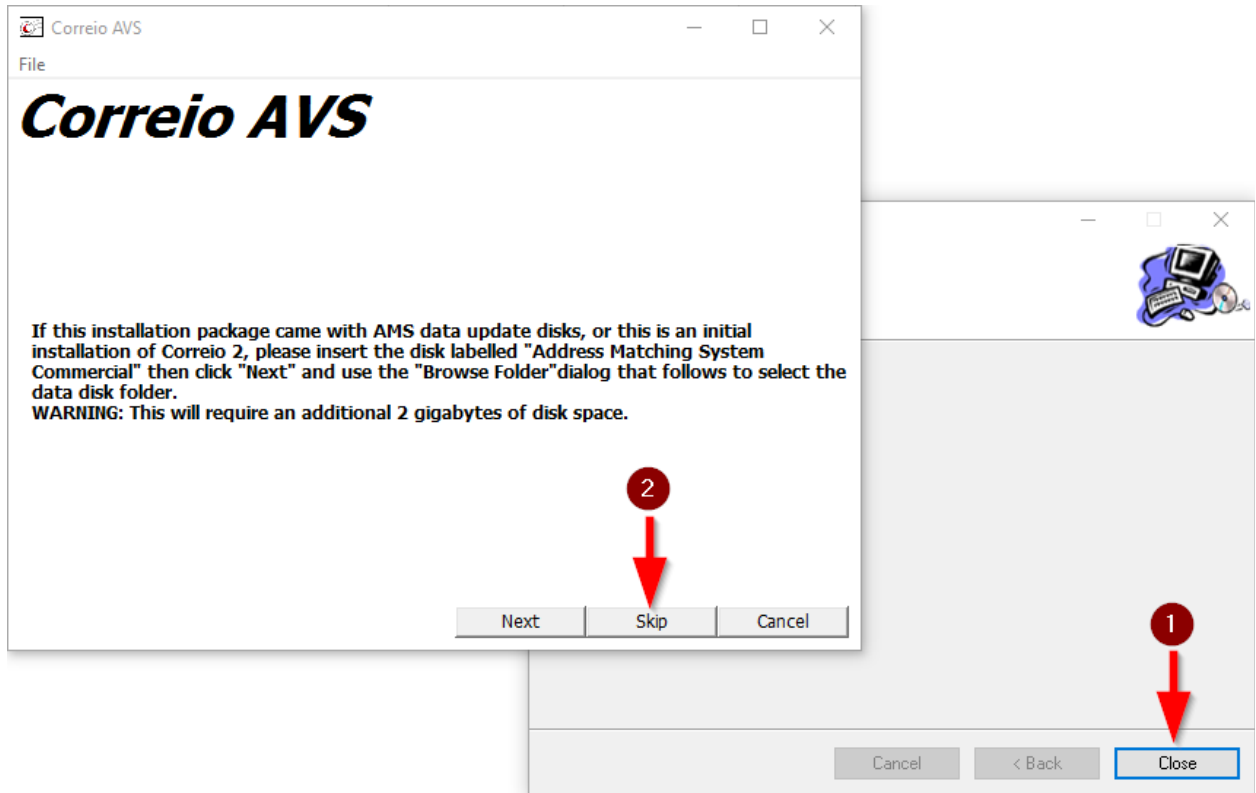 Correio AVS
File
Correio AVS
If this installation package came with AMS data update disks, or this is an initial
installation of Correio 2, please insert the disk labelled "Address Matching System
Commercial" then click "Next" and use the "Browse Folder"dialog that follows to select the
data disk folder.
WARNING: This will require an additional 2 gigabytes of disk space.
2
Next Skip Cancel
1
Cancel < Back Close